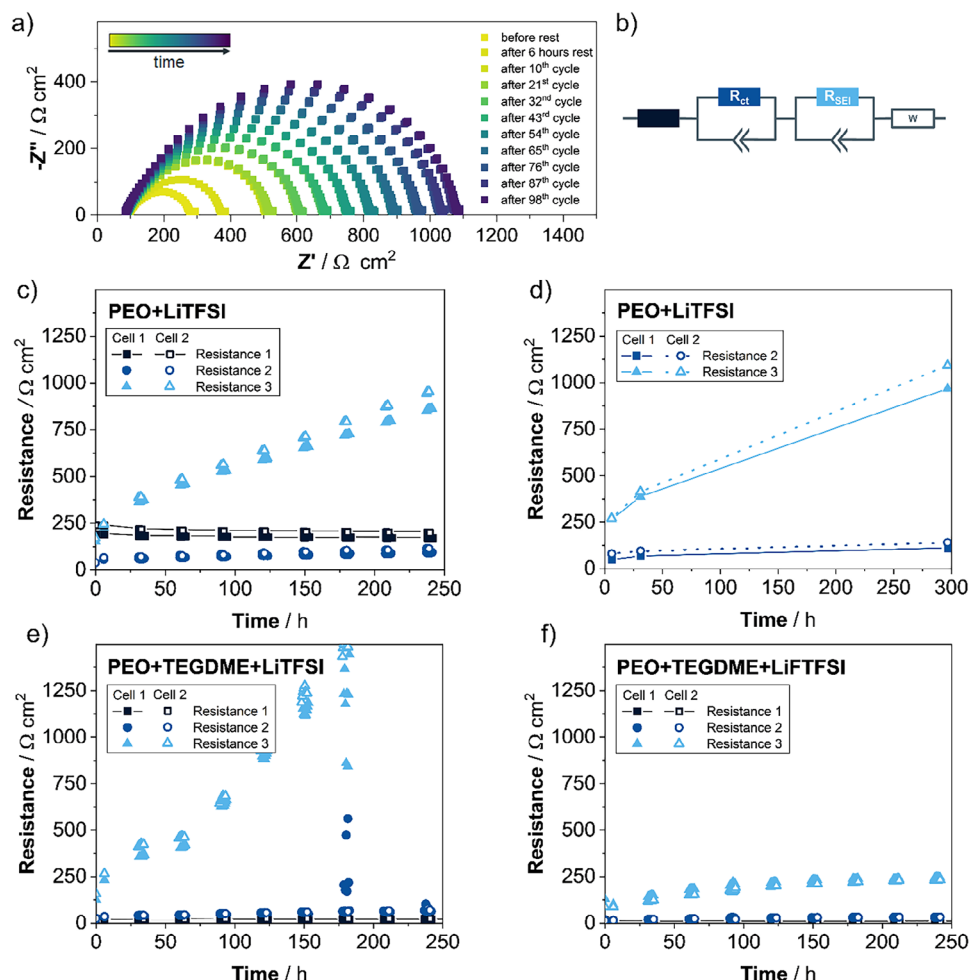 a)
time
400
200
0
-Z'' / Ω cm²
0 200 400 600 800 1000 1200 1400
Z' / Ω cm²
before rest
after 6 hours rest
after 10th cycle
after 21st cycle
after 32nd cycle
after 43rd cycle
after 54th cycle
after 65th cycle
after 76th cycle
after 87th cycle
after 98th cycle
b)
Rct
RSEI
w
c)
PEO+LiTFSI
Cell 1 Cell 2
Resistance 1
Resistance 2
Resistance 3
1250
1000
750
500
250
0
Resistance / Ω cm²
0 50 100 150 200 250
Time / h
d)
PEO+LiTFSI
Cell 1 Cell 2
Resistance 2
Resistance 3
1250
1000
750
500
250
0
Resistance / Ω cm²
0 50 100 150 200 250 300
Time / h
e)
PEO+TEGDME+LiTFSI
Cell 1 Cell 2
Resistance 1
Resistance 2
Resistance 3
1250
1000
750
500
250
0
Resistance / Ω cm²
0 50 100 150 200 250
Time / h
f)
PEO+TEGDME+LiFTFSI
Cell 1 Cell 2
Resistance 1
Resistance 2
Resistance 3
1250
1000
750
500
250
0
Resistance / Ω cm²
0 50 100 150 200 250
Time / h